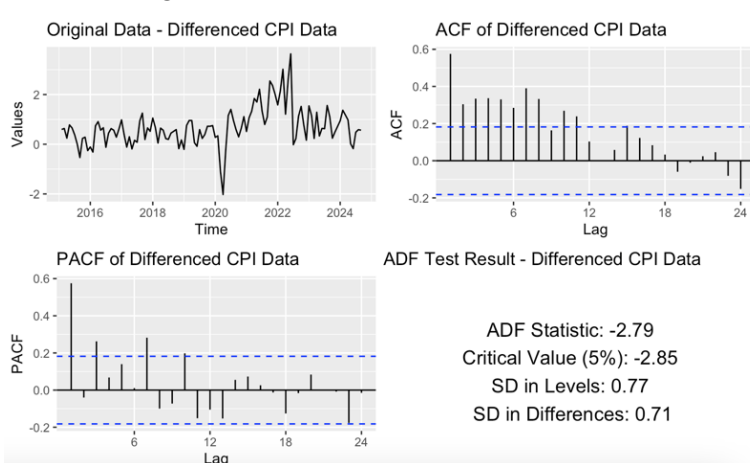 Original Data - Differenced CPI Data
Values
2
0
-2
2016 2018 2020 2022 2024
Time
ACF of Differenced CPI Data
ACF
0.6
0.4
0.2
0.0
-0.2
6 12 18 24
Lag
PACF of Differenced CPI Data
PACF
0.6
0.4
0.2
0.0
-0.2
6 12 18 24
Lag
ADF Test Result - Differenced CPI Data
ADF Statistic: -2.79
Critical Value (5%): -2.85
SD in Levels: 0.77
SD in Differences: 0.71